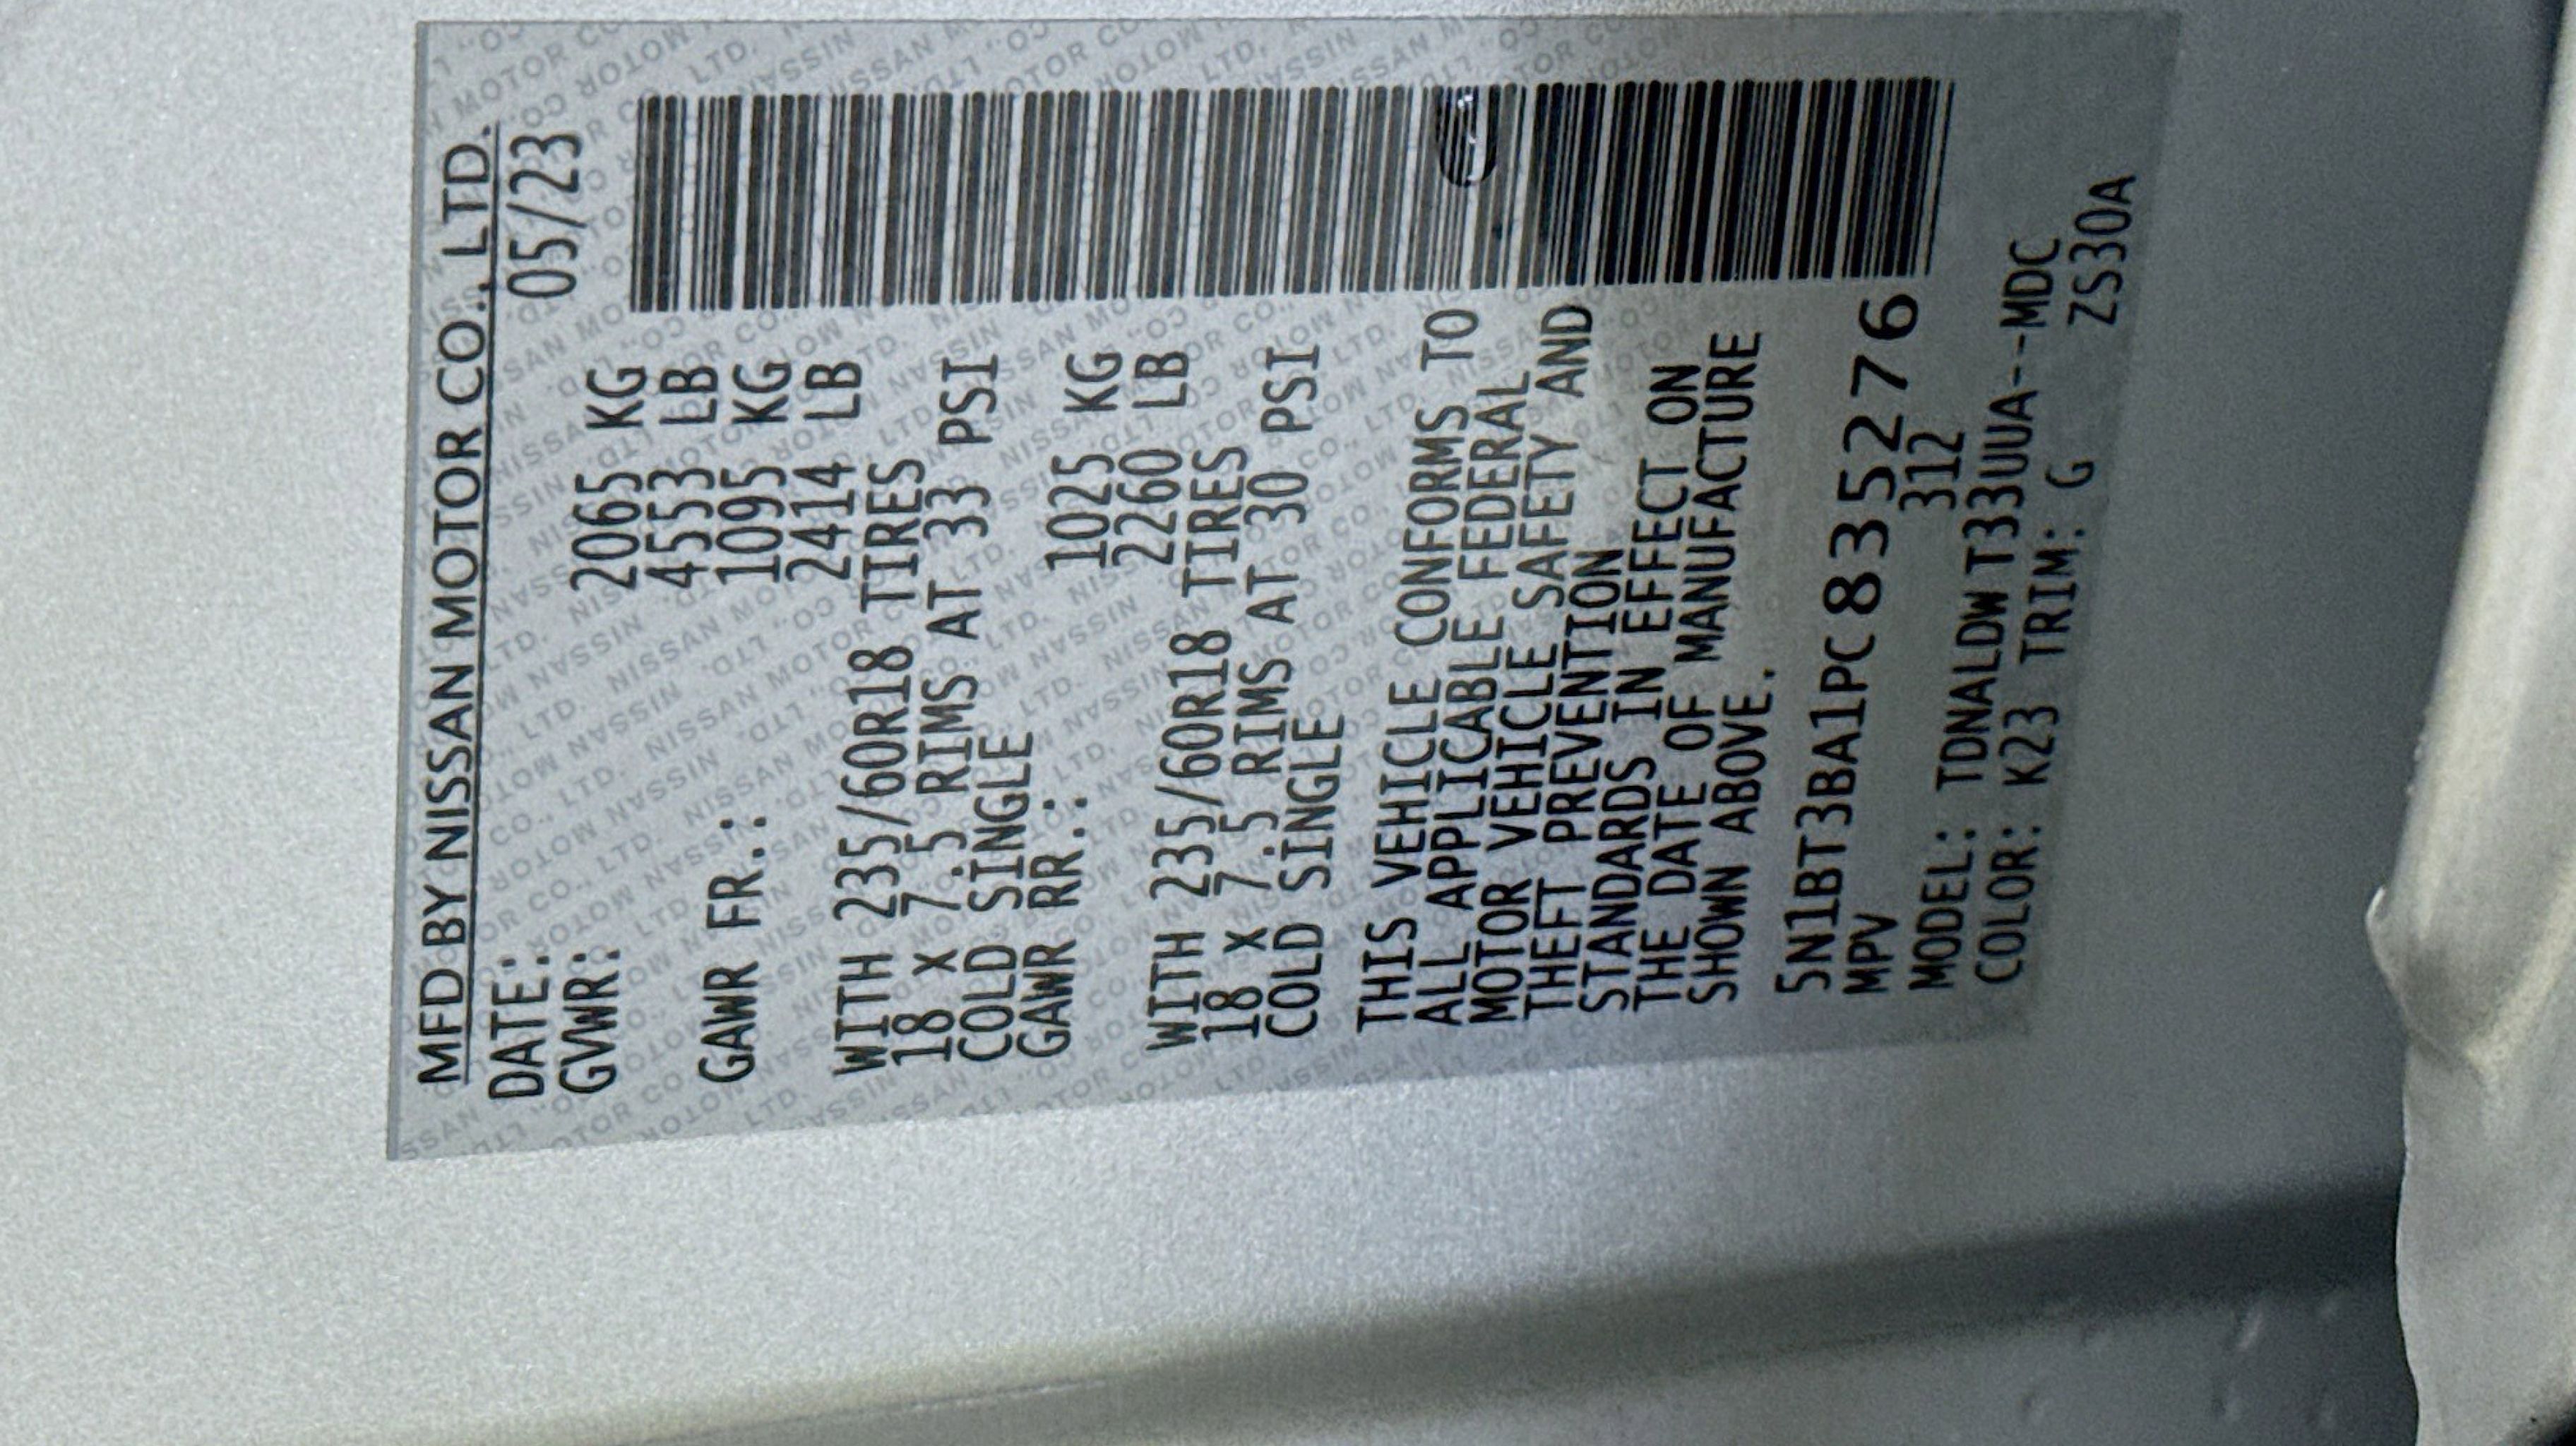 MFD BY NISSAN MOTOR CO., LTD.
DATE: 05/23
GVWR: 2065 KG
4553 LB
GAWR FR.: 1095 KG
2414 LB
WITH 235/60R18 TIRES
18 X 7.5 RIMS AT 33 PSI
COLD SINGLE
GAWR RR.: 1025 KG
2260 LB
WITH 235/60R18 TIRES
18 X 7.5 RIMS AT 30 PSI
COLD SINGLE
THIS VEHICLE CONFORMS TO
ALL APPLICABLE FEDERAL
MOTOR VEHICLE SAFETY AND
THEFT PREVENTION
STANDARDS IN EFFECT ON
THE DATE OF MANUFACTURE
SHOWN ABOVE.
5N1BT3BA1PC835276
MPV 312
MODEL: TDNALDW T33UUA--MDC
COLOR: K23 TRIM: G ZS30A